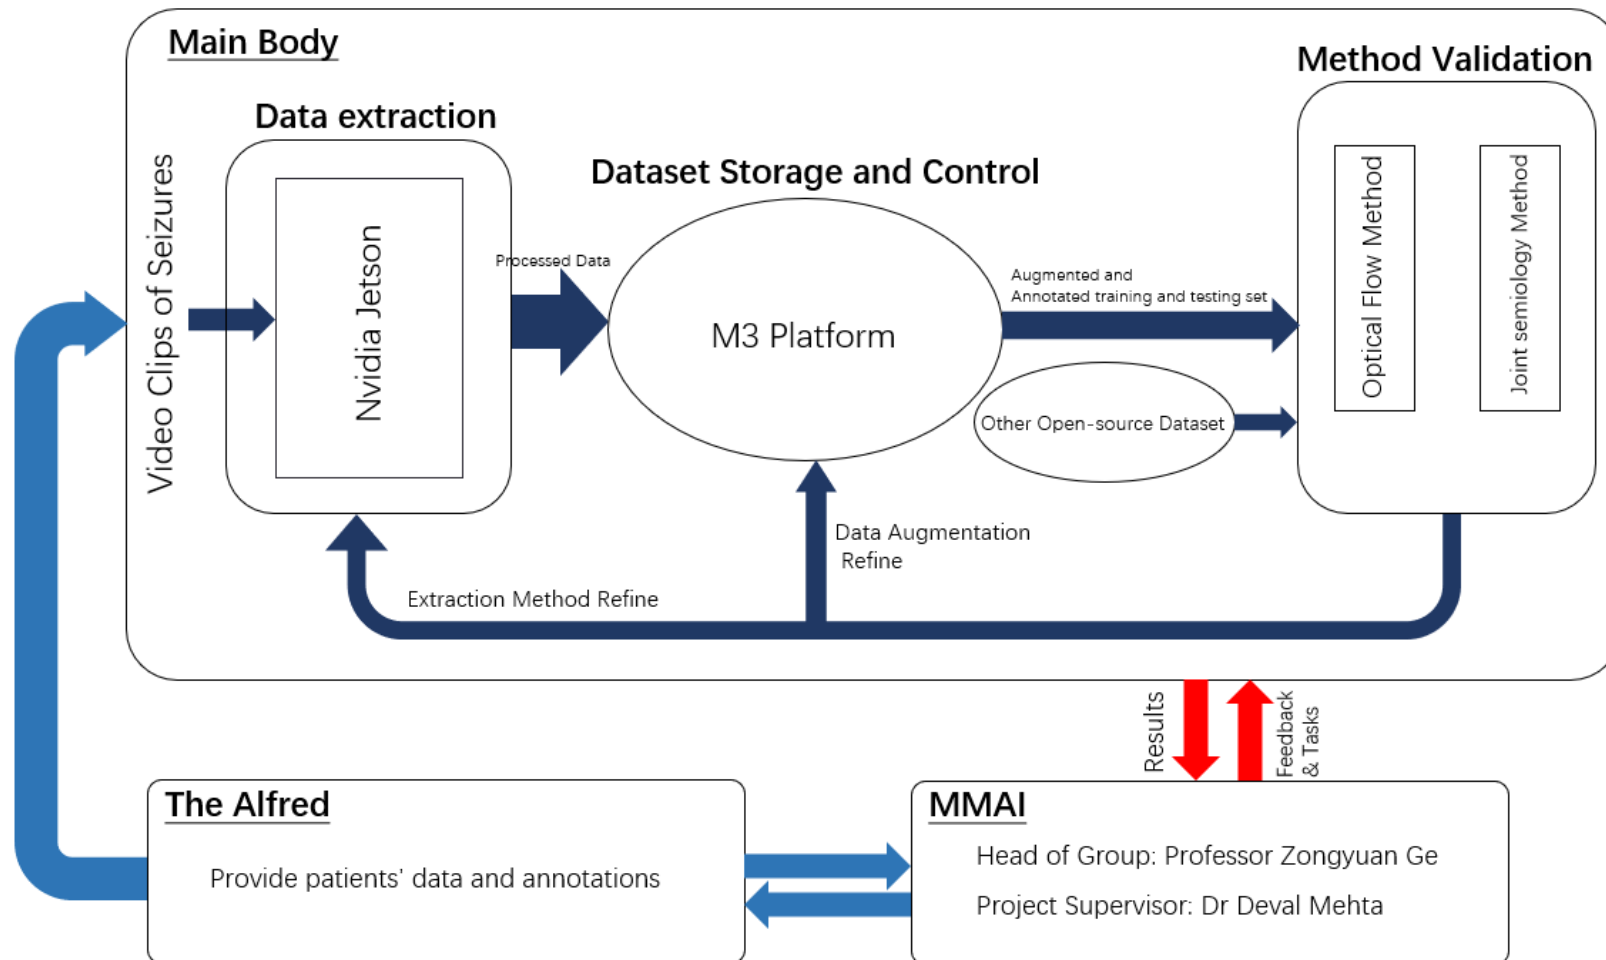 Main Body
Method Validation
Data extraction
Dataset Storage and Control
Video Clips of Seizures
Nvidia Jetson
Processed Data
M3 Platform
Augmented and
Annotated training and testing set
Other Open-source Dataset
Optical Flow Method
Joint semiology Method
Data Augmentation
Refine
Extraction Method Refine
Results
Feedback
& Tasks
The Alfred
Provide patients' data and annotations
MMAI
Head of Group: Professor Zongyuan Ge
Project Supervisor: Dr Deval Mehta